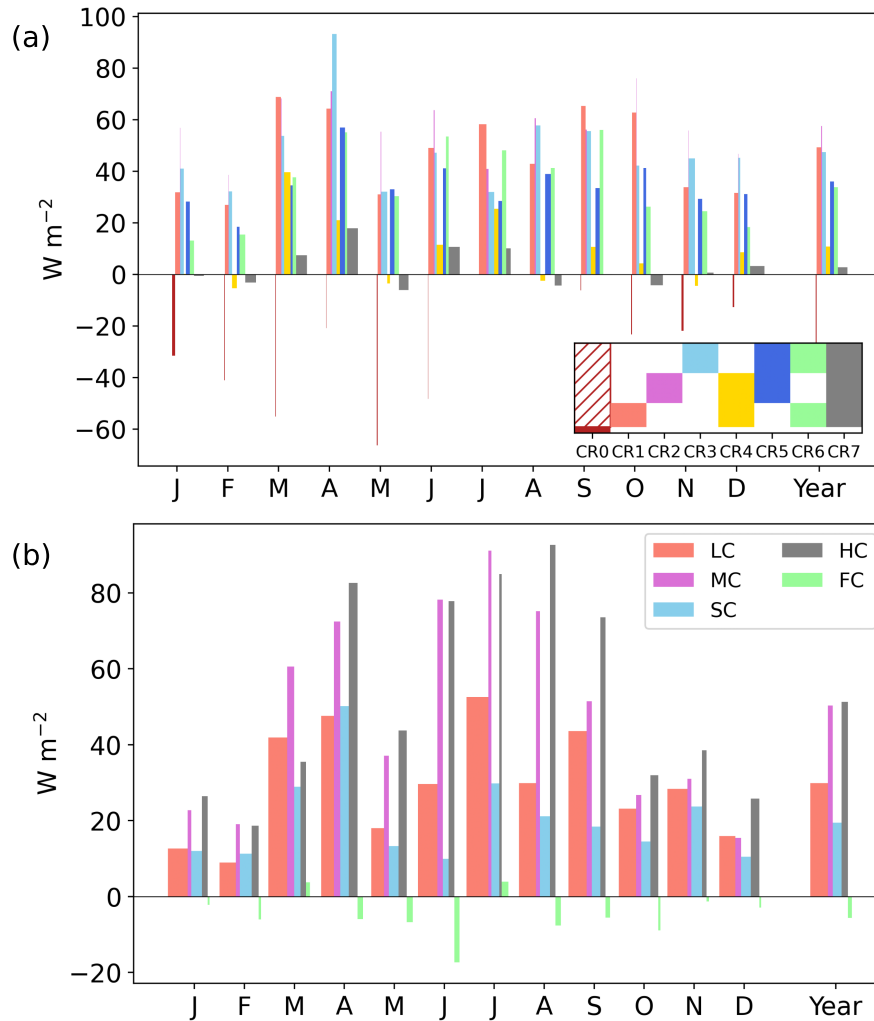 (a)
W m⁻²
100
80
60
40
20
0
−20
−40
−60
CR0 CR1 CR2 CR3 CR4 CR5 CR6 CR7
J F M A M J J A S O N D Year
(b)
W m⁻²
80
60
40
20
0
−20
LC HC
MC FC
SC
J F M A M J J A S O N D Year